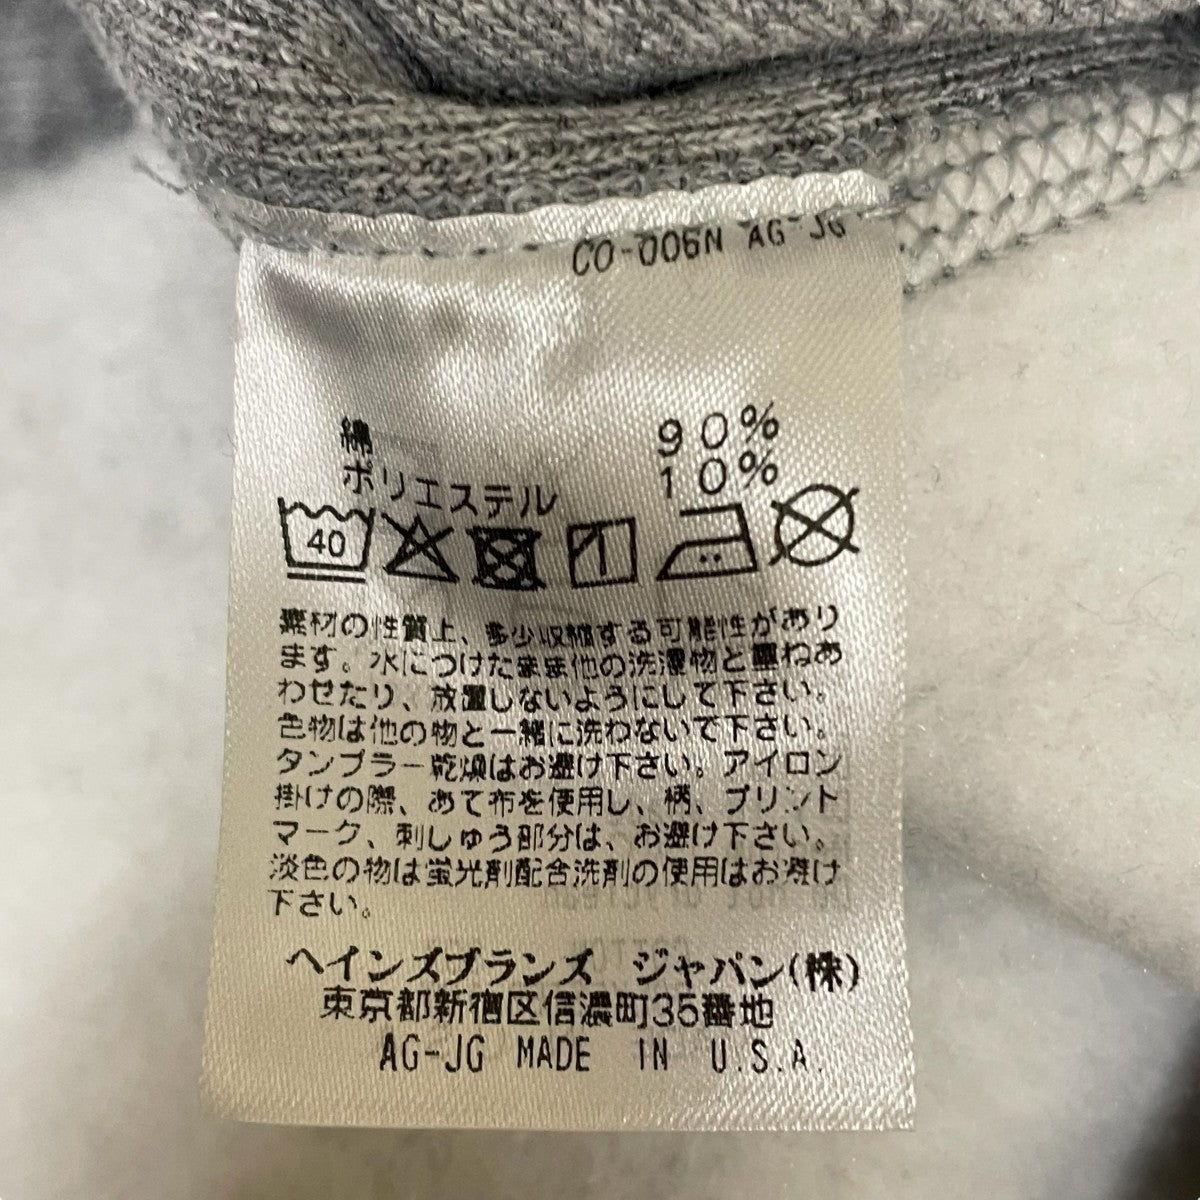 CO-006N AG-JG
綿 90%
ポリエステル 10%
40
素材の性質上、多少収縮する可能性があり
ます。水につけたまま他の洗濯物と重ねあ
わせたり、放置しないようにして下さい。
色物は他の物と一緒に洗わないで下さい。
タンブラー乾燥はお避け下さい。アイロン
掛けの際、あて布を使用し、柄、プリント
マーク、刺しゅう部分は、お避け下さい。
淡色の物は蛍光剤配合洗剤の使用はお避け
下さい。
ヘインズブランズ ジャパン(株)
東京都新宿区信濃町35番地
AG-JG MADE IN U.S.A.